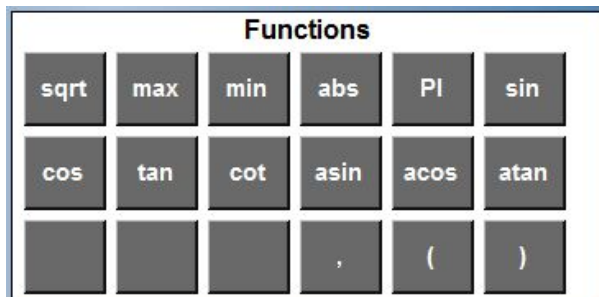 Functions
sqrt max min abs PI sin
cos tan cot asin acos atan
, ( )